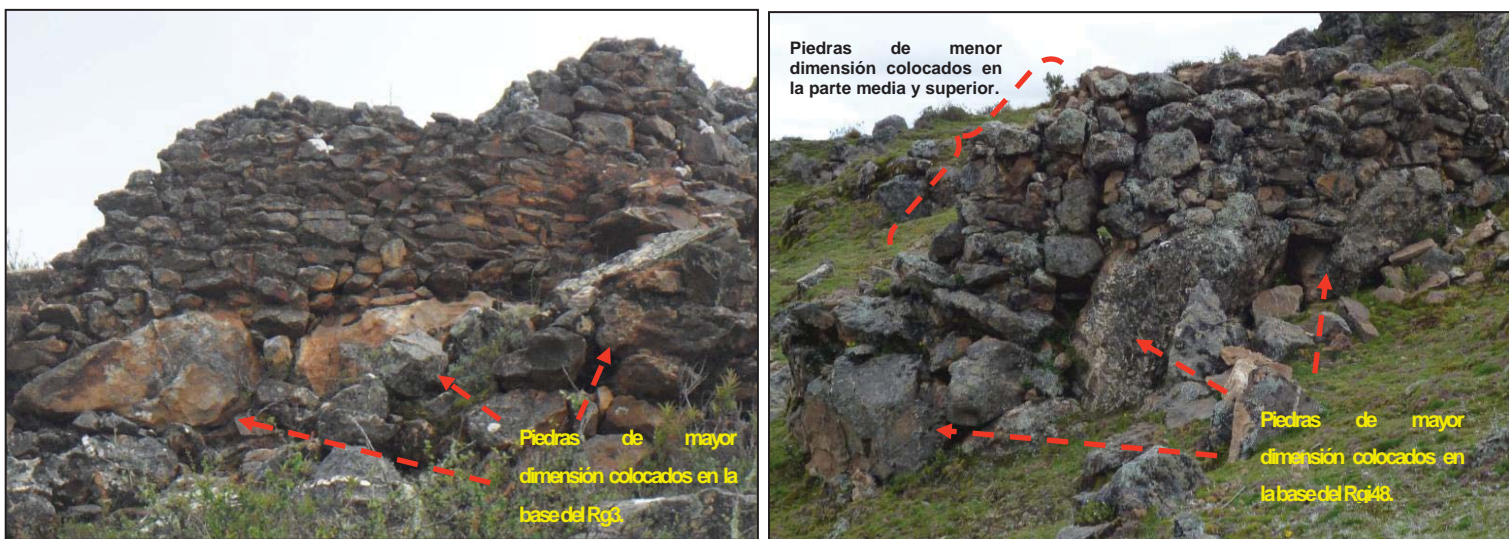 Piedras de mayor
dimensión colocados en la
base del Rg3.
Piedras de menor
dimensión colocados en
la parte media y superior.
Piedras de mayor
dimensión colocados en
la base del Rgi48.